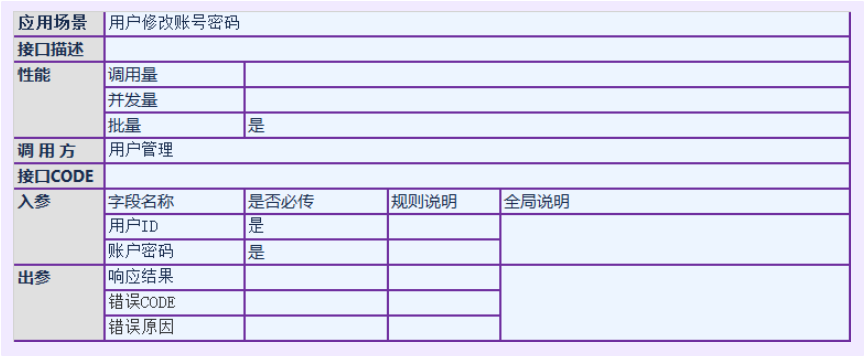 应用场景 用户修改账号密码
接口描述
性能 调用量
并发量
批量 是
调 用 方 用户管理
接口CODE
入参 字段名称 是否必传 规则说明 全局说明
用户ID 是
账户密码 是
出参 响应结果
错误CODE
错误原因